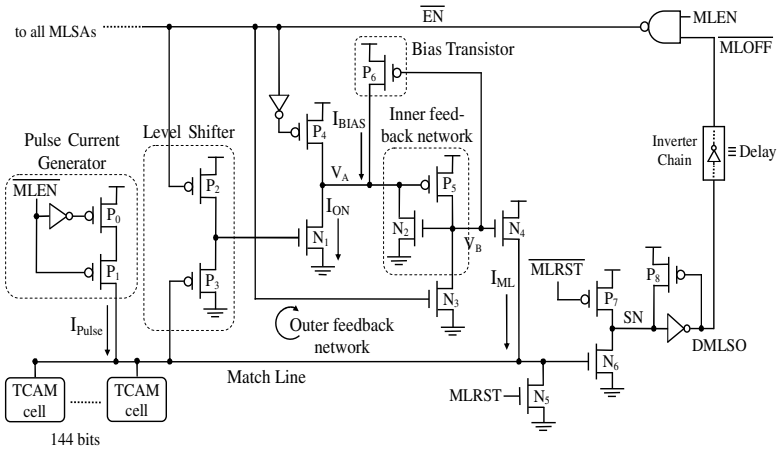 EN
MLEN
to all MLSAs
MLOFF
Bias Transistor
P6
Inner feed-
back network
IBIAS
Level Shifter
Pulse Current
Generator
Inverter
Chain
≡ Delay
P4
VA
P5
P2
MLEN
P0
ION
N1
N2
VB
N4
P1
P3
MLRST
P8
IML
P7
N3
SN
IPulse
Outer feedback
network
DMLSO
N6
Match Line
TCAM
cell
TCAM
cell
MLRST
N5
144 bits